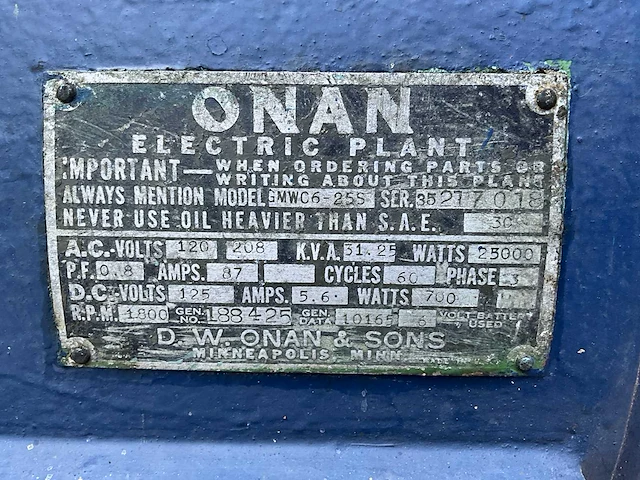 ONAN
ELECTRIC PLANT
IMPORTANT— WHEN ORDERING PARTS OR
WRITING ABOUT THIS PLANT
ALWAYS MENTION MODEL SMWC6-25S SER. 85217018
NEVER USE OIL HEAVIER THAN S.A.E. 30
A.C.-VOLTS 120 208 K.V.A. 31.25 WATTS 25000
P.F. 0.8 AMPS. 87 CYCLES 60 PHASE 3
D.C.-VOLTS 125 AMPS. 5.6 WATTS 700
R.P.M. 1800 GEN. NO. 188425 GEN. DATA 10165 6 VOLT BATTERY USED
D. W. ONAN & SONS
MINNEAPOLIS, MINN.